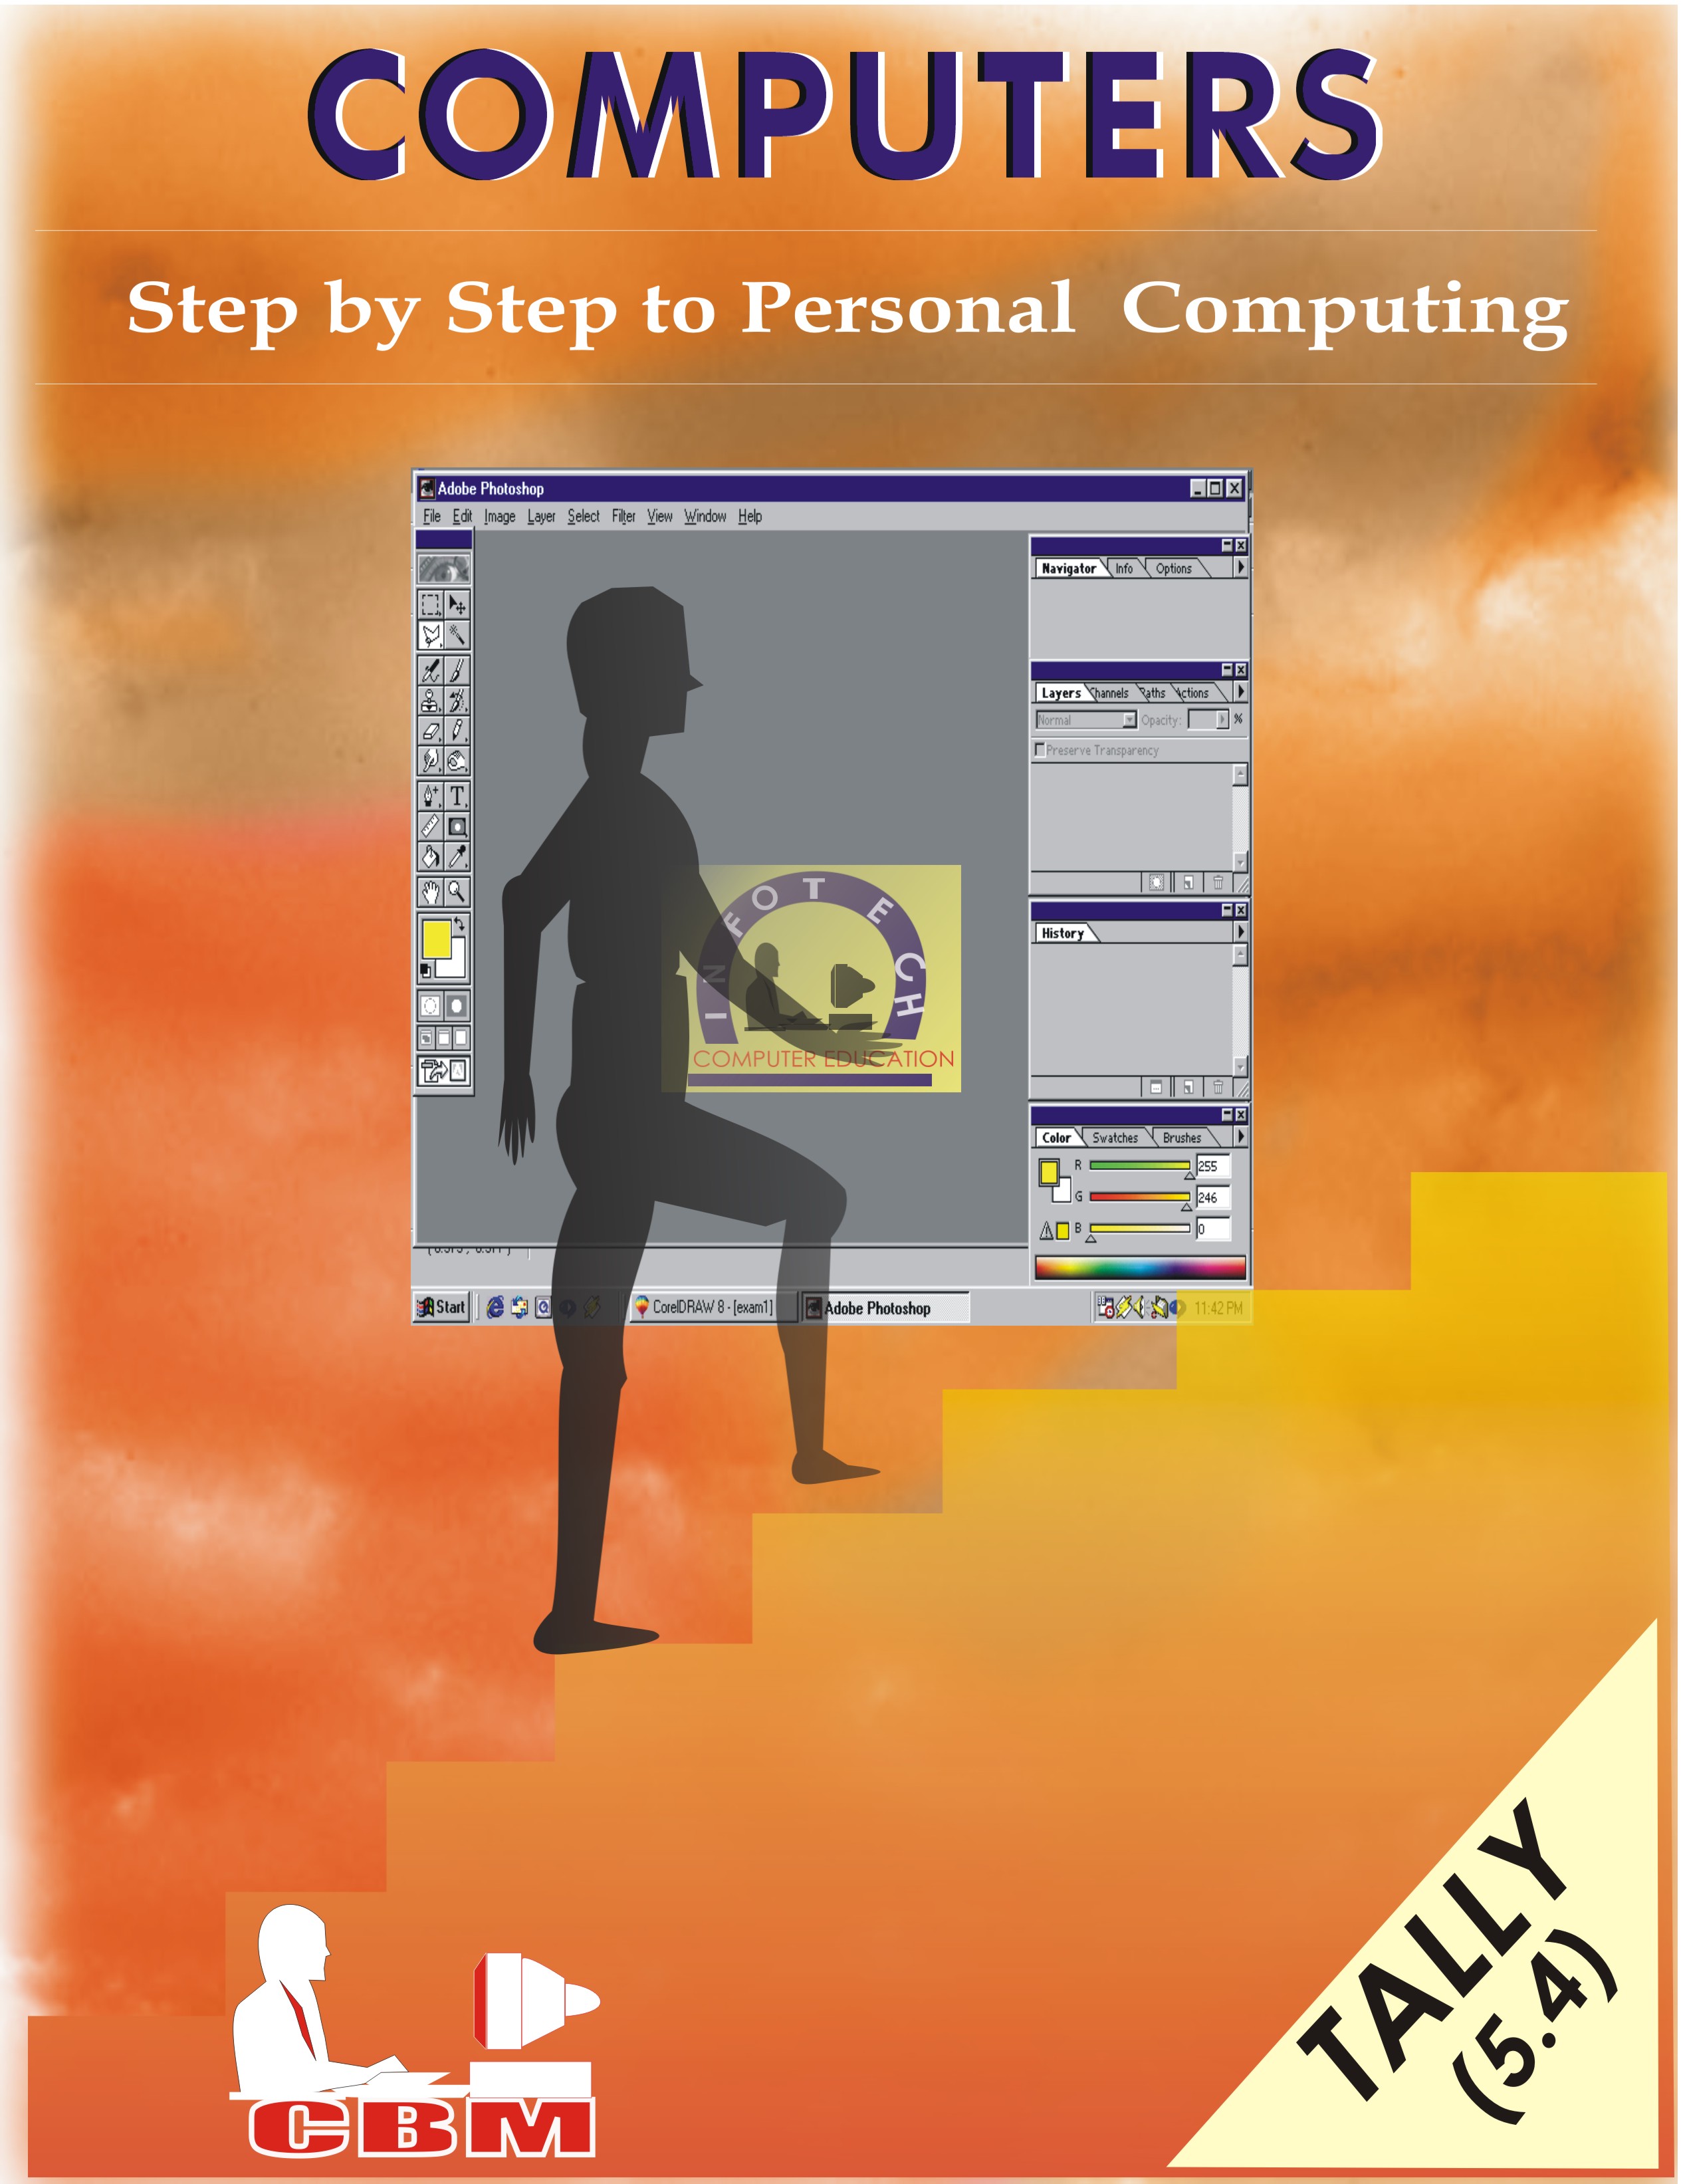 COMPUTERS
Step by Step to Personal Computing
Adobe Photoshop
File Edit Image Layer Select Filter View Window Help
Navigator Info Options
Layers Channels Paths Actions
Normal Opacity: %
Preserve Transparency
INFOTECH
COMPUTER EDUCATION
History
Color Swatches Brushes
R 255
G 246
B 0
Start CorelDRAW 8 - [exam1] Adobe Photoshop 11:42 PM
TALLY
(5.4)
CBM